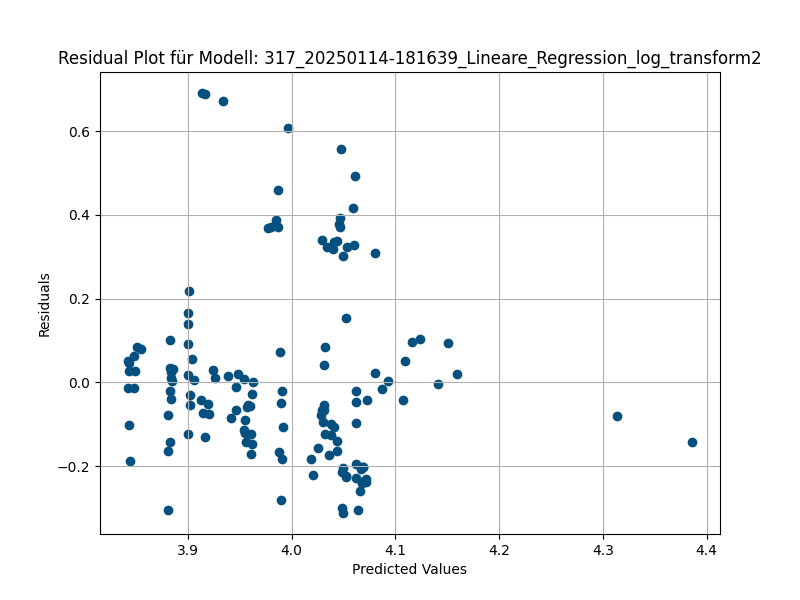 Residual Plot für Modell: 317_20250114-181639_Lineare_Regression_log_transform2
Residuals
0.6
0.4
0.2
0.0
−0.2
3.9 4.0 4.1 4.2 4.3 4.4
Predicted Values